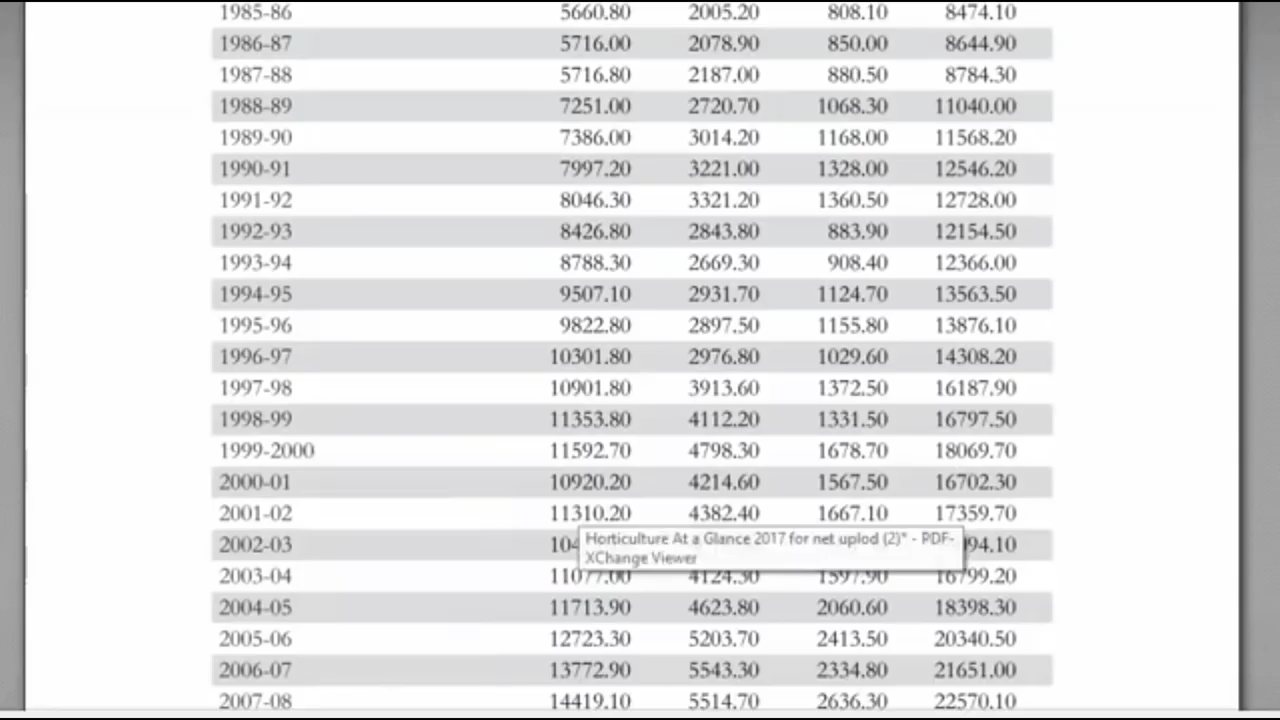 1985-86 5660.80 2005.20 808.10 8474.10
1986-87 5716.00 2078.90 850.00 8644.90
1987-88 5716.80 2187.00 880.50 8784.30
1988-89 7251.00 2720.70 1068.30 11040.00
1989-90 7386.00 3014.20 1168.00 11568.20
1990-91 7997.20 3221.00 1328.00 12546.20
1991-92 8046.30 3321.20 1360.50 12728.00
1992-93 8426.80 2843.80 883.90 12154.50
1993-94 8788.30 2669.30 908.40 12366.00
1994-95 9507.10 2931.70 1124.70 13563.50
1995-96 9822.80 2897.50 1155.80 13876.10
1996-97 10301.80 2976.80 1029.60 14308.20
1997-98 10901.80 3913.60 1372.50 16187.90
1998-99 11353.80 4112.20 1331.50 16797.50
1999-2000 11592.70 4798.30 1678.70 18069.70
2000-01 10920.20 4214.60 1567.50 16702.30
2001-02 11310.20 4382.40 1667.10 17359.70
Horticulture At a Glance 2017 for net uplod (2)* - PDF-
XChange Viewer
2002-03
2003-04 11077.00 4124.30 1597.90 16799.20
2004-05 11713.90 4623.80 2060.60 18398.30
2005-06 12723.30 5203.70 2413.50 20340.50
2006-07 13772.90 5543.30 2334.80 21651.00
2007-08 14419.10 5514.70 2636.30 22570.10